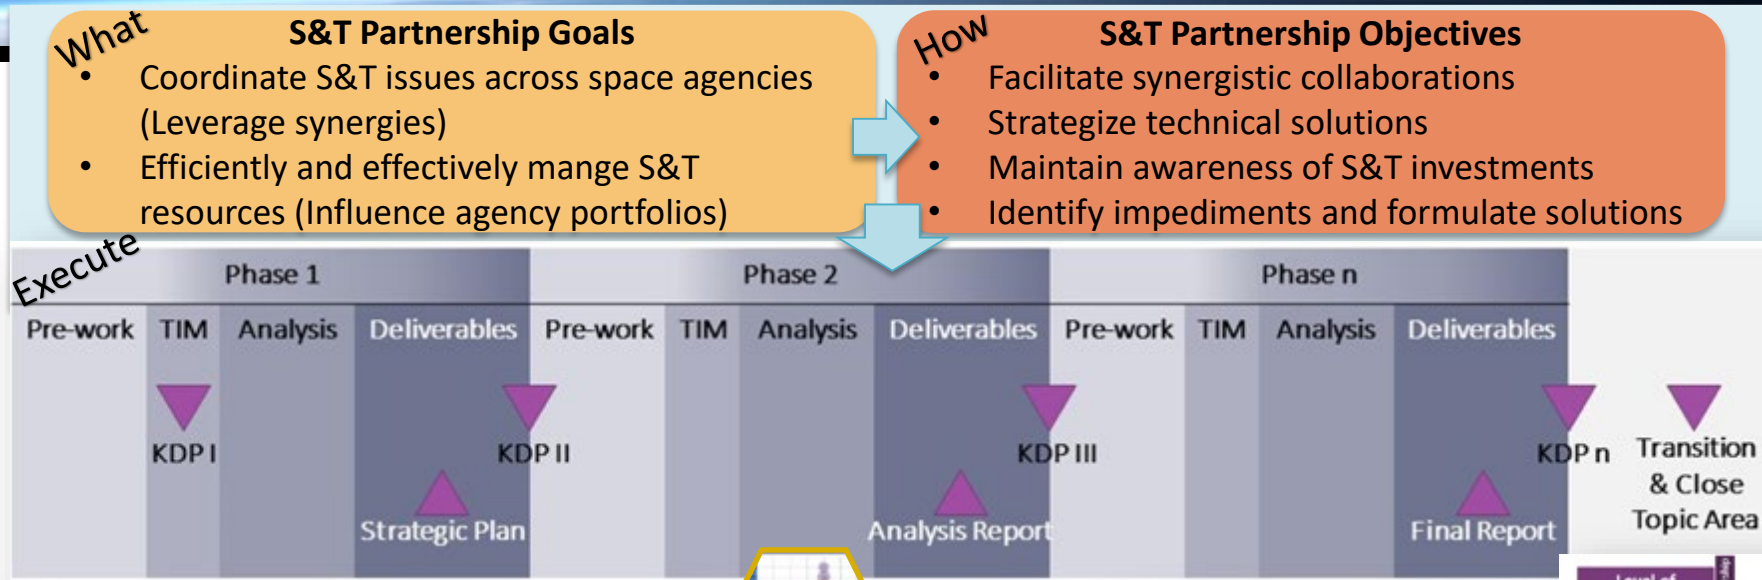 What
S&T Partnership Goals
• Coordinate S&T issues across space agencies
(Leverage synergies)
• Efficiently and effectively mange S&T
resources (Influence agency portfolios)
How
S&T Partnership Objectives
• Facilitate synergistic collaborations
• Strategize technical solutions
• Maintain awareness of S&T investments
• Identify impediments and formulate solutions
Execute
Phase 1 Phase 2 Phase n
Pre-work TIM Analysis Deliverables Pre-work TIM Analysis Deliverables Pre-work TIM Analysis Deliverables
KDP I KDP II KDP III KDP n
Transition
& Close
Topic Area
Strategic Plan Analysis Report Final Report
Level of